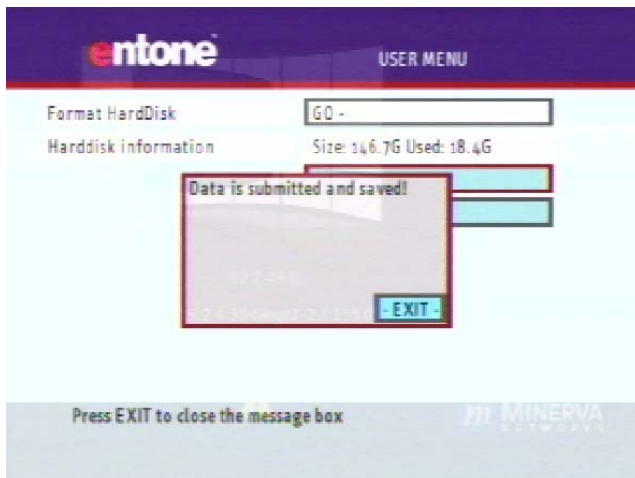 entone
USER MENU
Format HardDisk
GO -
Harddisk information
Size: 146.7G Used: 18.4G
Data is submitted and saved!
- EXIT -
Press EXIT to close the message box
m MINERVA
NETWORKS